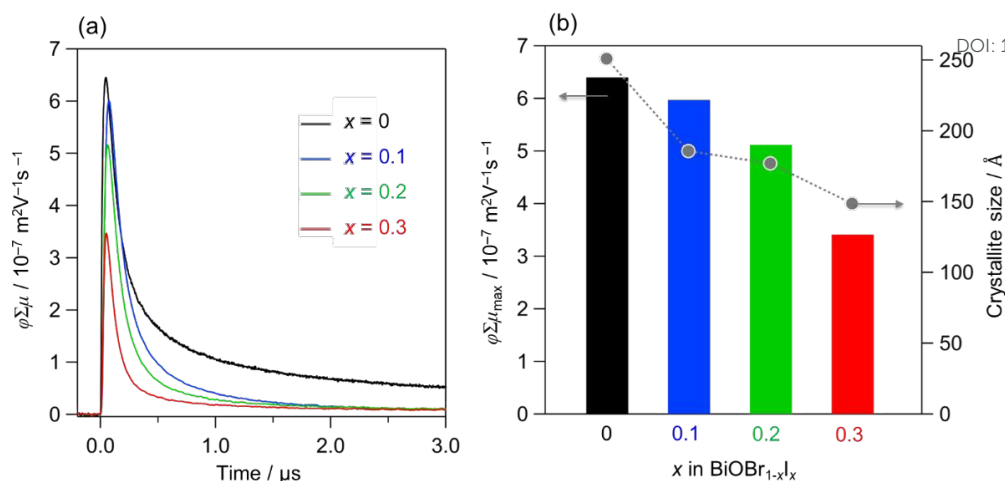 (a)
7
6
5
4
3
2
1
0
φΣμ / 10⁻⁷ m²V⁻¹s⁻¹
x = 0
x = 0.1
x = 0.2
x = 0.3
0.0 1.0 2.0 3.0
Time / μs
(b)
DOI: 1
7
6
5
4
3
2
1
0
φΣμmax / 10⁻⁷ m²V⁻¹s⁻¹
250
200
150
100
50
0
Crystallite size / Å
0 0.1 0.2 0.3
x in BiOBr₁₋ₓIₓ